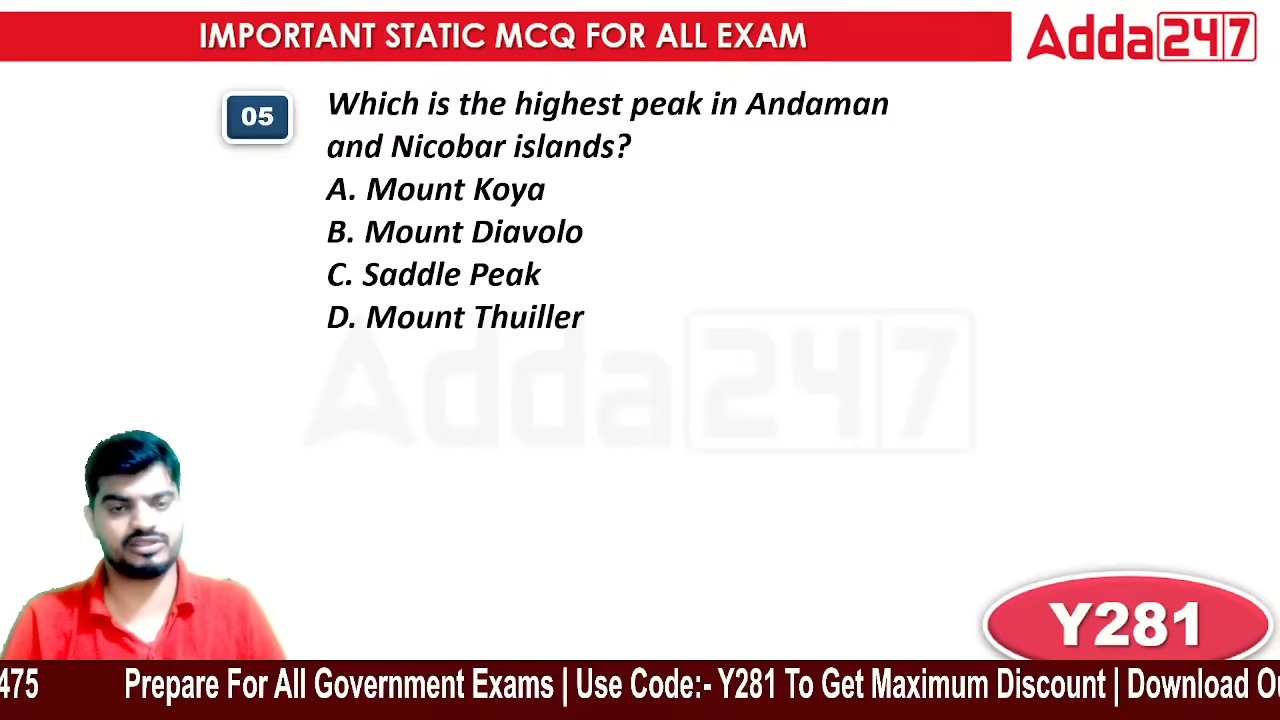 IMPORTANT STATIC MCQ FOR ALL EXAM
Adda247
05
Which is the highest peak in Andaman
and Nicobar islands?
A. Mount Koya
B. Mount Diavolo
C. Saddle Peak
D. Mount Thuiller
Adda247
Y281
475 Prepare For All Government Exams | Use Code:- Y281 To Get Maximum Discount | Download